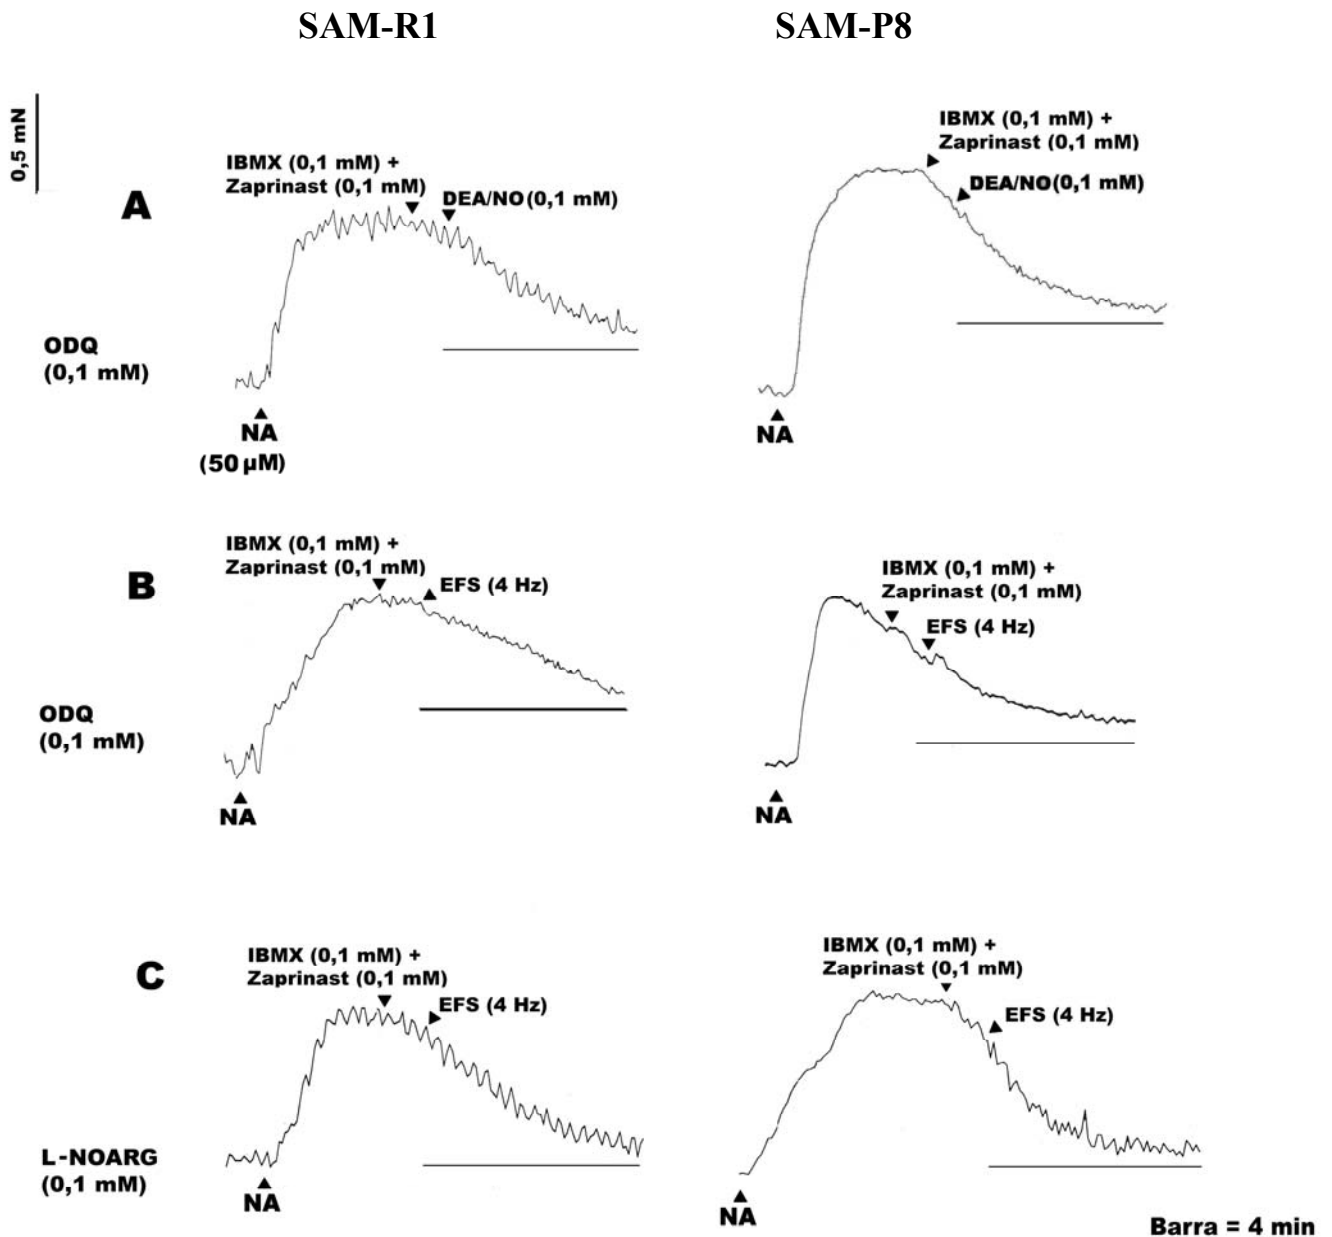 SAM-R1
SAM-P8
0,5 mN
A
IBMX (0,1 mM) +
Zaprinast (0,1 mM)
DEA/NO(0,1 mM)
IBMX (0,1 mM) +
Zaprinast (0,1 mM)
DEA/NO(0,1 mM)
ODQ
(0,1 mM)
NA
(50 µM)
NA
B
IBMX (0,1 mM) +
Zaprinast (0,1 mM)
EFS (4 Hz)
IBMX (0,1 mM) +
Zaprinast (0,1 mM)
EFS (4 Hz)
ODQ
(0,1 mM)
NA
NA
C
IBMX (0,1 mM) +
Zaprinast (0,1 mM)
EFS (4 Hz)
IBMX (0,1 mM) +
Zaprinast (0,1 mM)
EFS (4 Hz)
L-NOARG
(0,1 mM)
NA
NA
Barra = 4 min